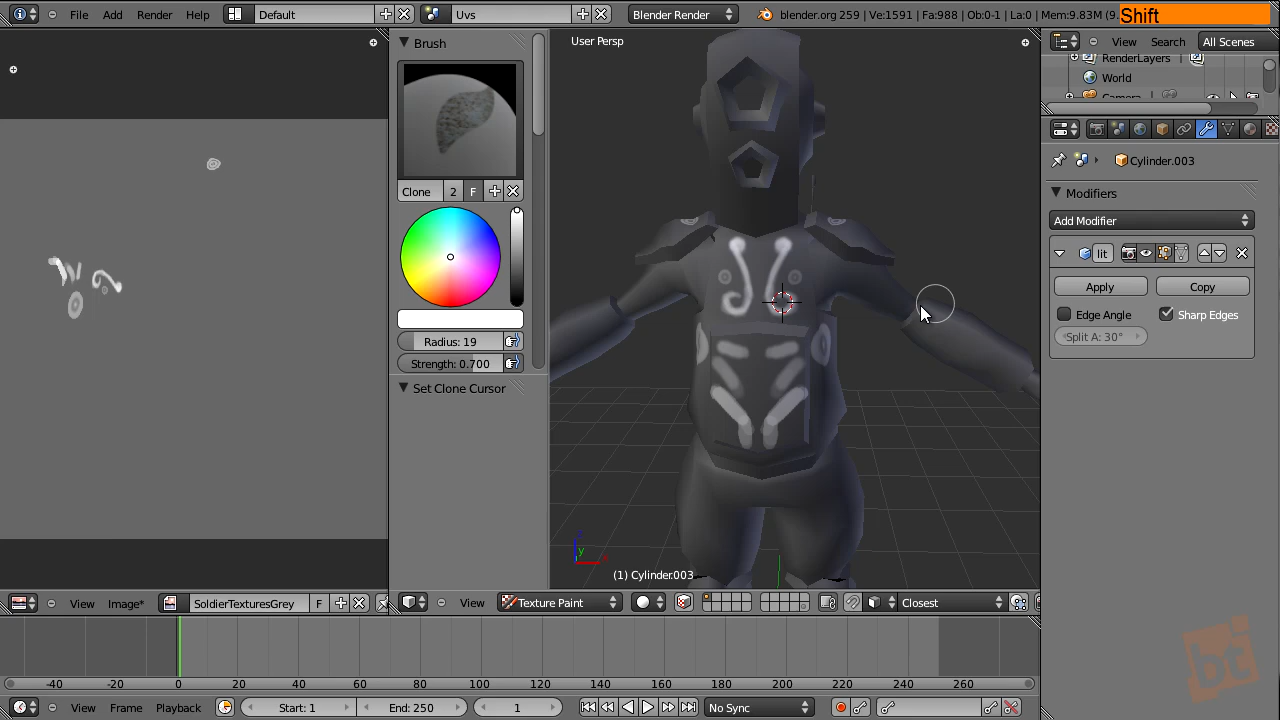 File Add Render Help Default Uvs Blender Render blender.org 259 | Ve:1591 | Fa:988 | Ob:0-1 | La:0 | Mem:9.83M (9. Shift
Brush
User Persp
View Search All Scenes
RenderLayers
World
Camera
Cylinder.003
Clone 2 F
Modifiers
Add Modifier
lit
Apply Copy
Edge Angle Sharp Edges
Split A: 30°
Radius: 19
Strength: 0.700
Set Clone Cursor
z
y
x
(1) Cylinder.003
View Image* SoldierTexturesGrey F View Texture Paint Closest
-40 -20 0 20 40 60 80 100 120 140 160 180 200 220 240 260
View Frame Playback Start: 1 End: 250 1 No Sync
bt